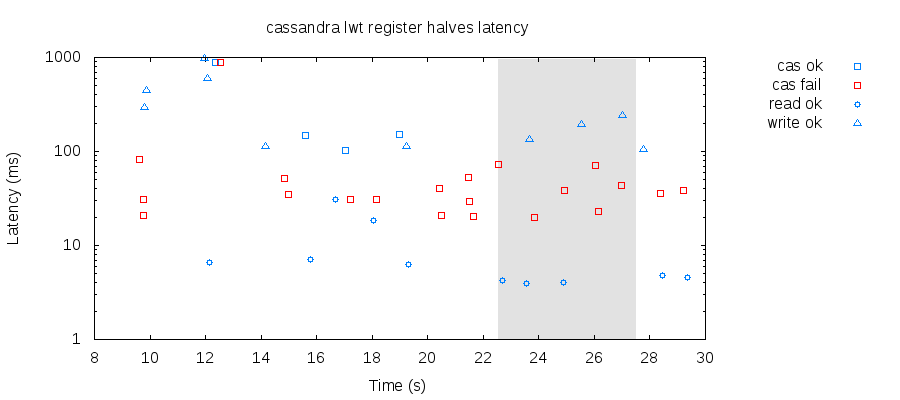 cassandra lwt register halves latency
1000
100
10
1
Latency (ms)
8 10 12 14 16 18 20 22 24 26 28 30
Time (s)
cas ok
cas fail
read ok
write ok